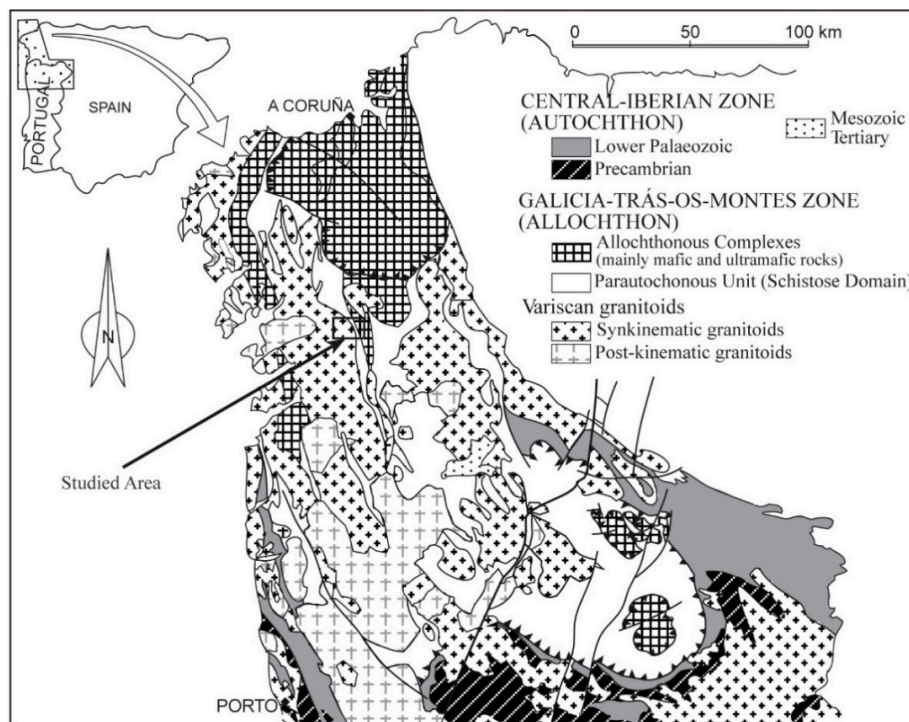 0 50 100 km
PORTUGAL
SPAIN
A CORUÑA
CENTRAL-IBERIAN ZONE
(AUTOCHTHON)
Lower Palaeozoic
Precambrian
Mesozoic
Tertiary
GALICIA-TRÁS-OS-MONTES ZONE
(ALLOCHTHON)
Allochthonous Complexes
(mainly mafic and ultramafic rocks)
Parautochonous Unit (Schistose Domain)
Variscan granitoids
Synkinematic granitoids
Post-kinematic granitoids
N
Studied Area
PORTO